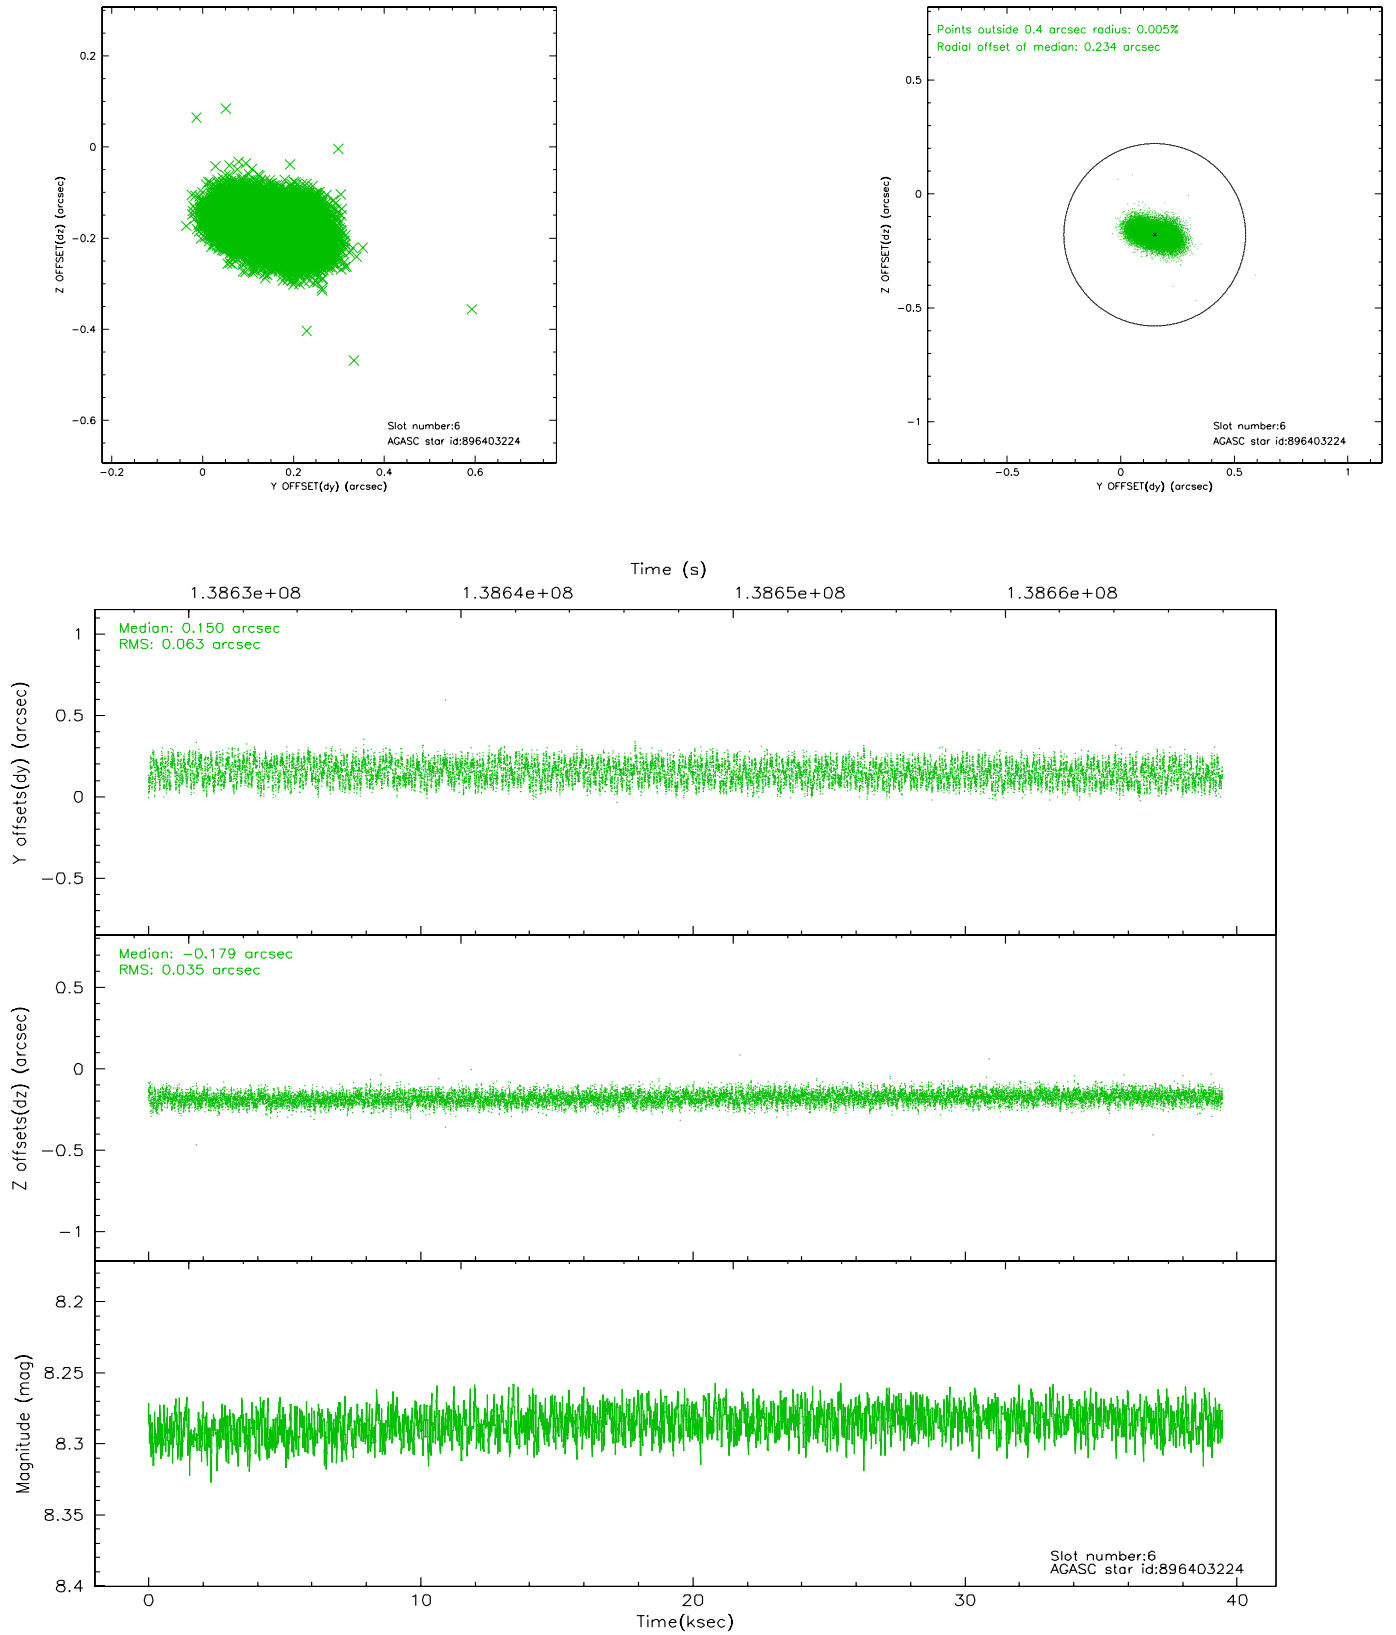 0.2
0
-0.2
-0.4
-0.6
-0.2
0
0.2
0.4
0.6
Z OFFSET(dz) (arcsec)
Y OFFSET(dy) (arcsec)
Slot number:6
AGASC star id:896403224
Points outside 0.4 arcsec radius: 0.005%
Radial offset of median: 0.234 arcsec
0.5
0
-0.5
-1
-0.5
0
0.5
1
Z OFFSET(dz) (arcsec)
Y OFFSET(dy) (arcsec)
Slot number:6
AGASC star id:896403224
Time (s)
1.3863e+08
1.3864e+08
1.3865e+08
1.3866e+08
Median: 0.150 arcsec
RMS: 0.063 arcsec
1
0.5
0
-0.5
Y offsets(dy) (arcsec)
Median: -0.179 arcsec
RMS: 0.035 arcsec
0.5
0
-0.5
-1
Z offsets(dz) (arcsec)
8.2
8.25
8.3
8.35
8.4
Magnitude (mag)
Slot number:6
AGASC star id:896403224
0
10
20
30
40
Time(ksec)